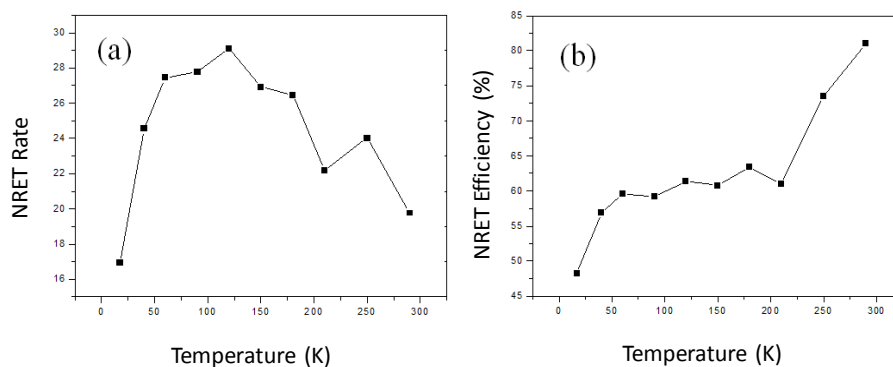 (a)
NRET Rate
30
28
26
24
22
20
18
16
0 50 100 150 200 250 300
Temperature (K)
(b)
NRET Efficiency (%)
85
80
75
70
65
60
55
50
45
0 50 100 150 200 250 300
Temperature (K)